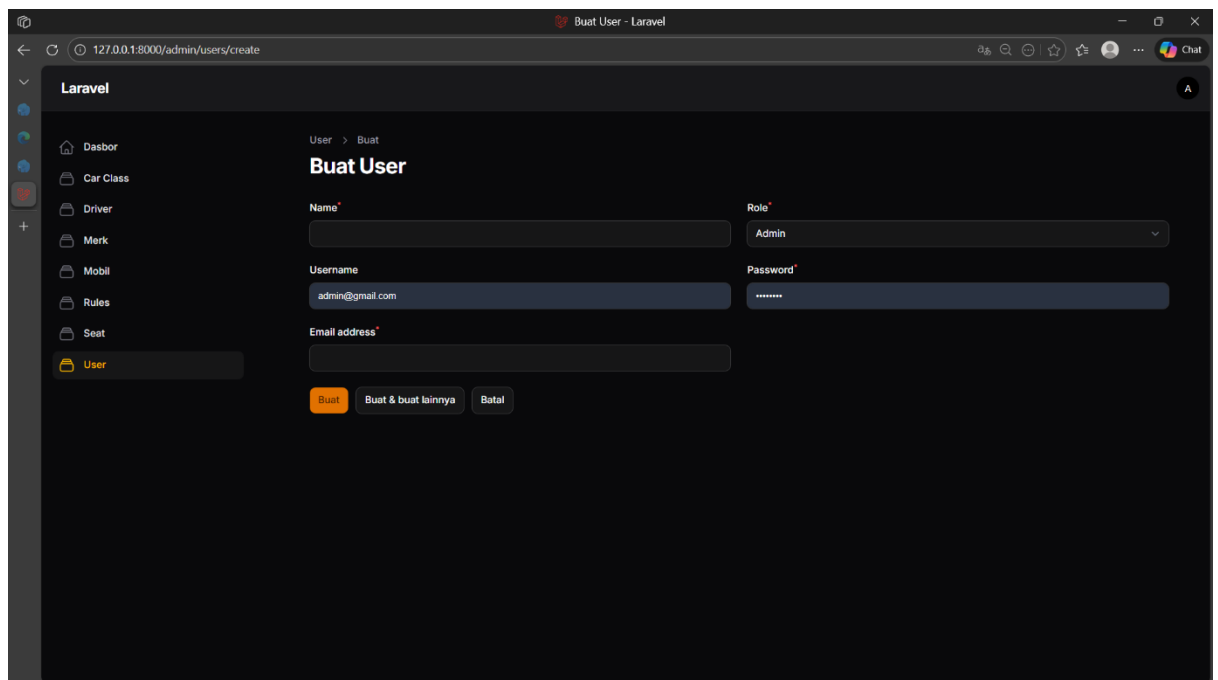 Buat User - Laravel
127.0.0.1:8000/admin/users/create
Chat
Laravel
A
Dasbor
Car Class
Driver
Merk
Mobil
Rules
Seat
User
User > Buat
Buat User
Name*
Role*
Admin
Username
admin@gmail.com
Password*
••••••••
Email address*
Buat
Buat & buat lainnya
Batal